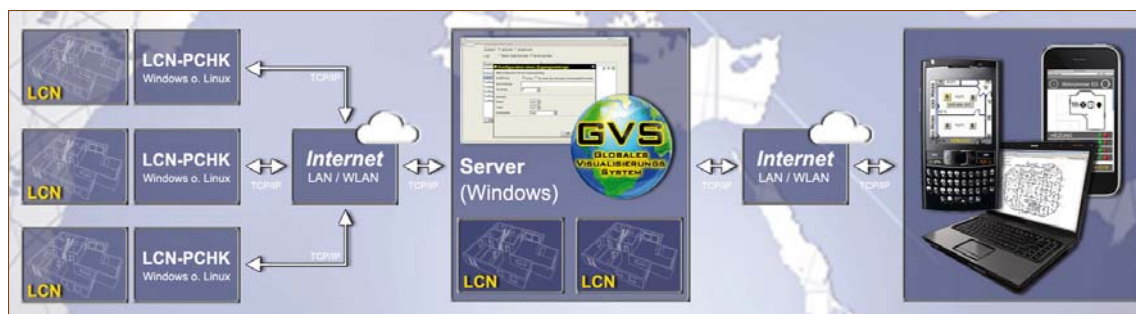 LCN
LCN-PCHK
Windows o. Linux
TCP/IP
LCN
LCN-PCHK
Windows o. Linux
TCP/IP
LCN
LCN-PCHK
Windows o. Linux
TCP/IP
Internet
LAN / WLAN
TCP/IP
GVS
GLOBALES
VISUALISIERUNGS
SYSTEM
Server
(Windows)
LCN
LCN
TCP/IP
Internet
LAN / WLAN
TCP/IP
HEIZUNG